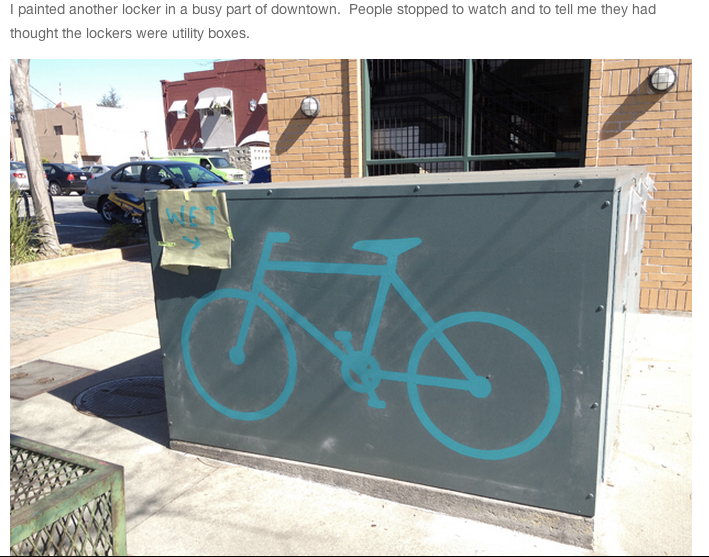 I painted another locker in a busy part of downtown.  People stopped to watch and to tell me they had
thought the lockers were utility boxes.
WET